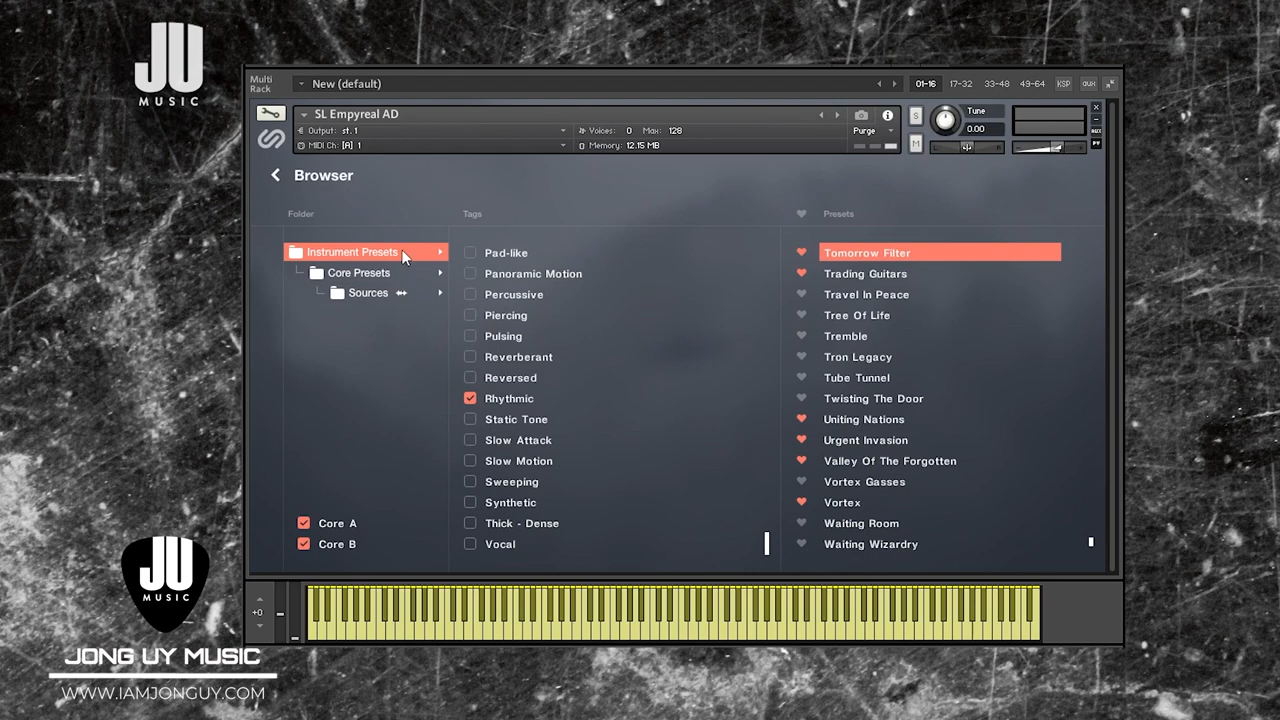 JU
MUSIC
Multi
Rack
New (default)
01-16
17-32
33-48
49-64
KSP
aux
SL Empyreal AD
Output: st.1
Voices: 0 Max: 128
Purge
MIDI Ch: [A] 1
Memory: 12.15 MB
S
M
Tune
0.00
L
R
AUX
PV
Browser
Folder
Tags
Presets
Instrument Presets
Core Presets
Sources
Core A
Core B
Pad-like
Panoramic Motion
Percussive
Piercing
Pulsing
Reverberant
Reversed
Rhythmic
Static Tone
Slow Attack
Slow Motion
Sweeping
Synthetic
Thick - Dense
Vocal
Tomorrow Filter
Trading Guitars
Travel In Peace
Tree Of Life
Tremble
Tron Legacy
Tube Tunnel
Twisting The Door
Uniting Nations
Urgent Invasion
Valley Of The Forgotten
Vortex Gasses
Vortex
Waiting Room
Waiting Wizardry
+0
JU
MUSIC
JONG UY MUSIC
WWW.IAMJONGUY.COM